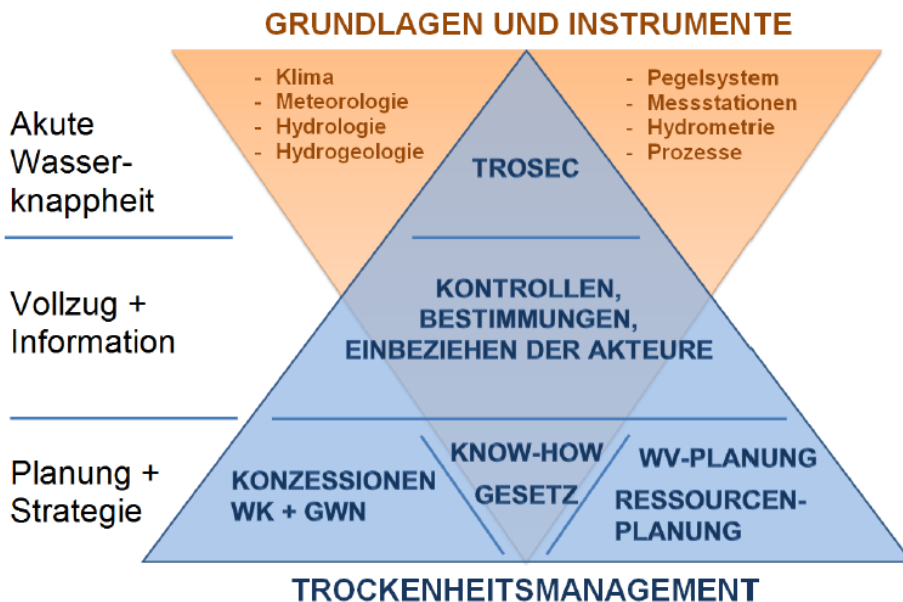 GRUNDLAGEN UND INSTRUMENTE
- Klima
- Meteorologie
- Hydrologie
- Hydrogeologie
- Pegelsystem
- Messstationen
- Hydrometrie
- Prozesse
Akute
Wasser-
knappheit
TROSEC
Vollzug +
Information
KONTROLLEN,
BESTIMMUNGEN,
EINBEZIEHEN DER AKTEURE
Planung +
Strategie
KONZESSIONEN
WK + GWN
KNOW-HOW
GESETZ
WV-PLANUNG
RESSOURCEN-
PLANUNG
TROCKENHEITSMANAGEMENT